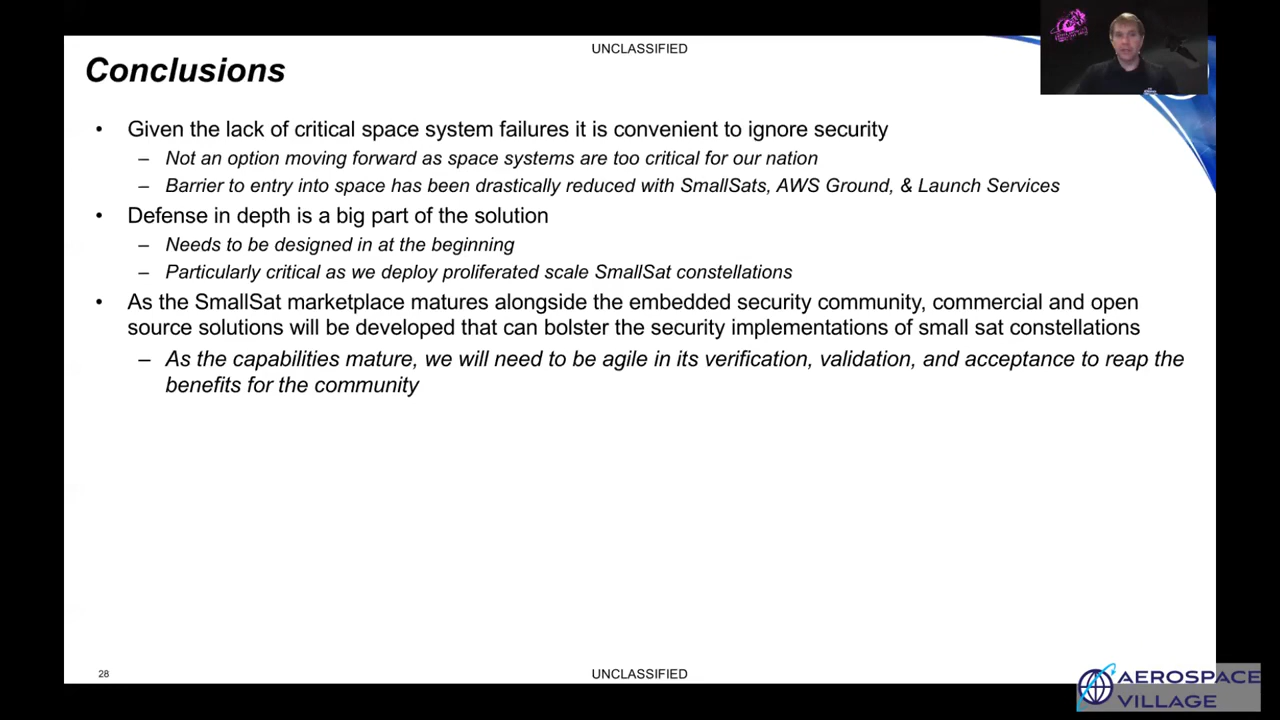 UNCLASSIFIED
Conclusions
• Given the lack of critical space system failures it is convenient to ignore security
– Not an option moving forward as space systems are too critical for our nation
– Barrier to entry into space has been drastically reduced with SmallSats, AWS Ground, & Launch Services
• Defense in depth is a big part of the solution
– Needs to be designed in at the beginning
– Particularly critical as we deploy proliferated scale SmallSat constellations
• As the SmallSat marketplace matures alongside the embedded security community, commercial and open
source solutions will be developed that can bolster the security implementations of small sat constellations
– As the capabilities mature, we will need to be agile in its verification, validation, and acceptance to reap the
benefits for the community
28
UNCLASSIFIED
AEROSPACE
VILLAGE